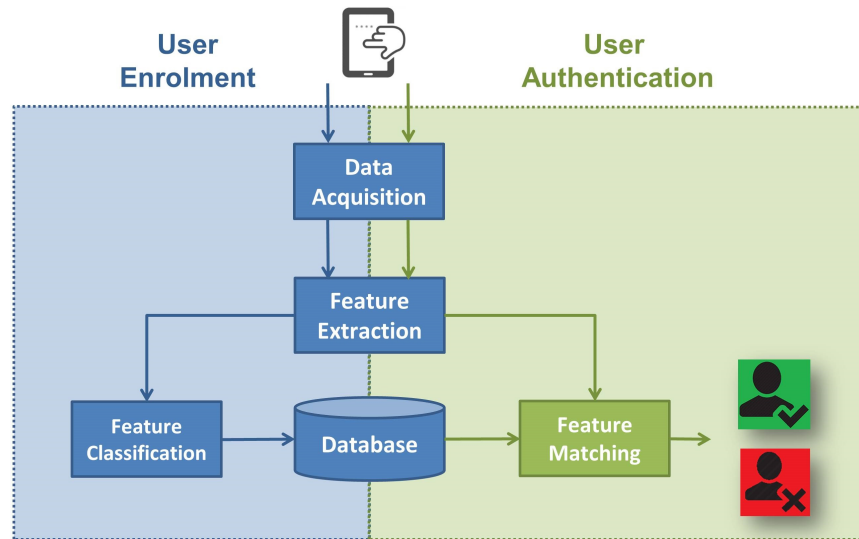 User
Enrolment
User
Authentication
Data
Acquisition
Feature
Extraction
Feature
Classification
Database
Feature
Matching